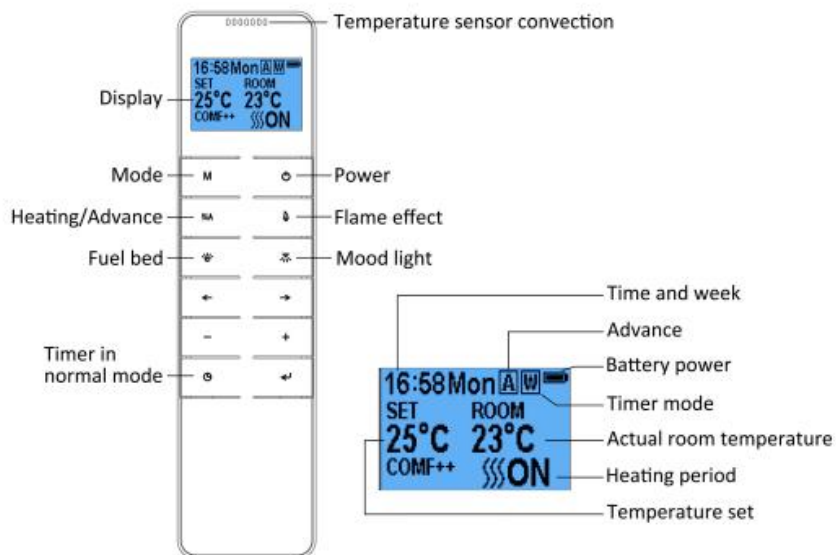 Temperature sensor convection
16:58Mon A W
SET ROOM
25°C 23°C
COMF++ ON
Display
Mode
M
Power
Heating/Advance
Flame effect
Fuel bed
Mood light
← →
- +
Timer in
normal mode
Time and week
Advance
Battery power
16:58Mon A W
Timer mode
SET ROOM
25°C 23°C
Actual room temperature
COMF++ ON
Heating period
Temperature set